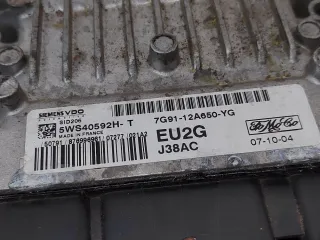 SIEMENS VDO
SID206
5WS40592H- T 7G91-12A650-YG
MADE IN FRANCE
EU2G
J38AC
FoMoCo
07-10-04